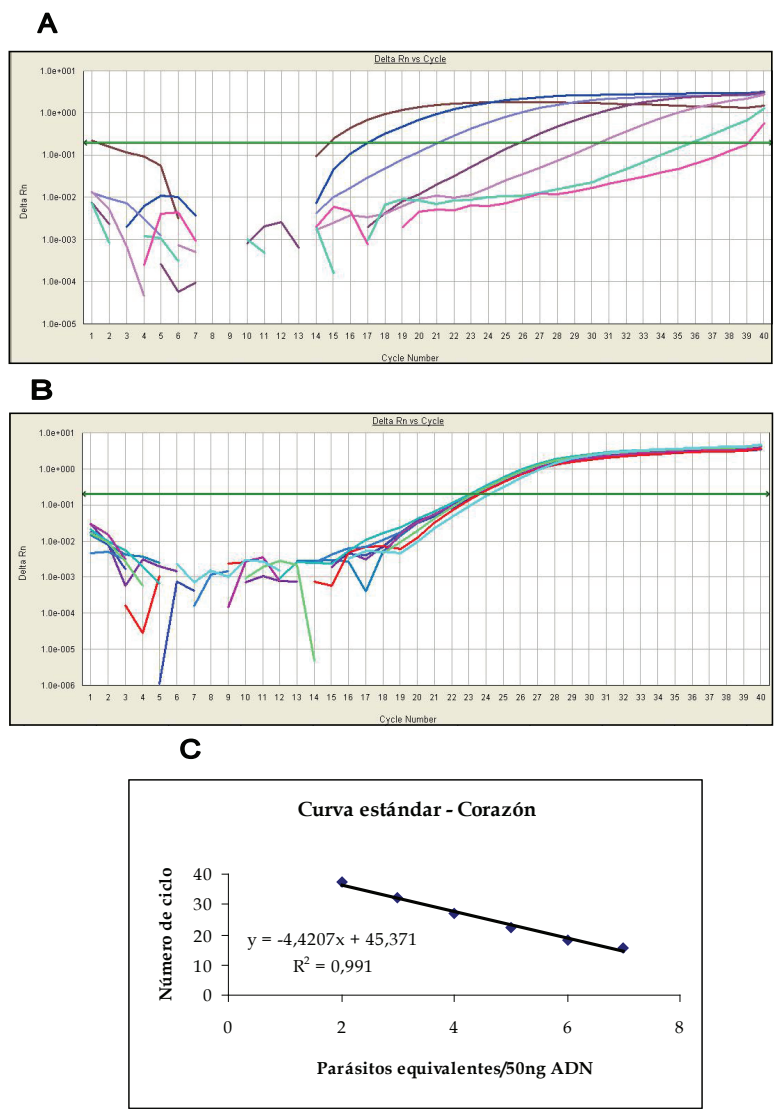 A
Delta Rn vs Cycle
1.0e+001
1.0e+000
1.0e-001
1.0e-002
1.0e-003
1.0e-004
1.0e-005
Delta Rn
1 2 3 4 5 6 7 8 9 10 11 12 13 14 15 16 17 18 19 20 21 22 23 24 25 26 27 28 29 30 31 32 33 34 35 36 37 38 39 40
Cycle Number
B
Delta Rn vs Cycle
1.0e+001
1.0e+000
1.0e-001
1.0e-002
1.0e-003
1.0e-004
1.0e-005
1.0e-006
Delta Rn
1 2 3 4 5 6 7 8 9 10 11 12 13 14 15 16 17 18 19 20 21 22 23 24 25 26 27 28 29 30 31 32 33 34 35 36 37 38 39 40
Cycle Number
C
Curva estándar - Corazón
40
30
20
10
0
Número de ciclo
y = -4,4207x + 45,371
R² = 0,991
0 2 4 6 8
Parásitos equivalentes/50ng ADN